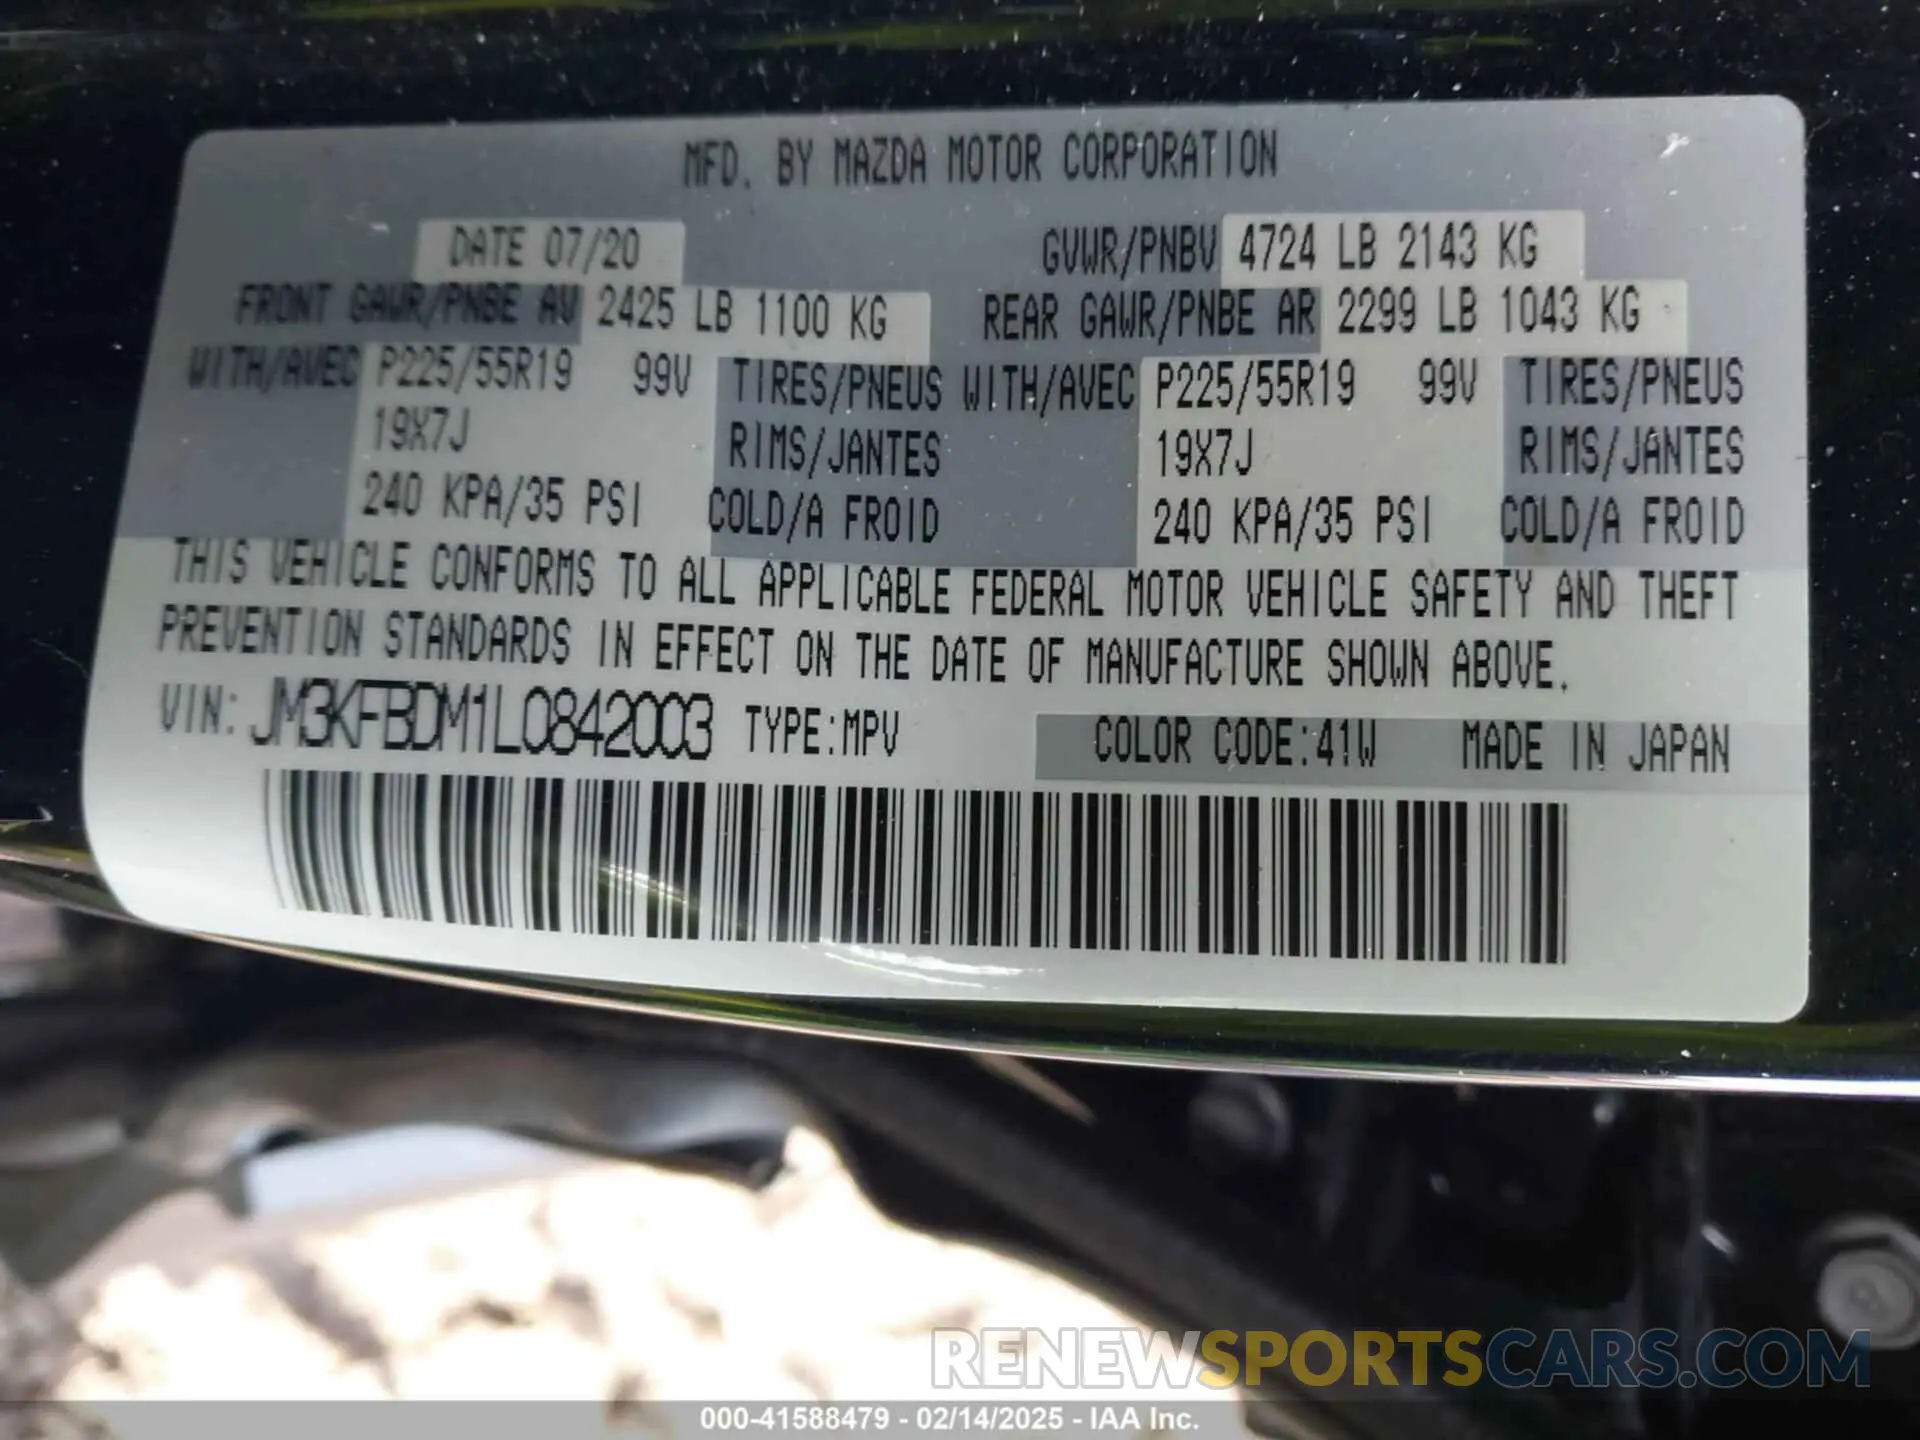 MFD. BY MAZDA MOTOR CORPORATION
DATE 07/20 GVWR/PNBV 4724 LB 2143 KG
FRONT GAWR/PNBE AV 2425 LB 1100 KG REAR GAWR/PNBE AR 2299 LB 1043 KG
WITH/AVEC P225/55R19 99V TIRES/PNEUS WITH/AVEC P225/55R19 99V TIRES/PNEUS
19X7J RIMS/JANTES 19X7J RIMS/JANTES
240 KPA/35 PSI COLD/A FROID 240 KPA/35 PSI COLD/A FROID
THIS VEHICLE CONFORMS TO ALL APPLICABLE FEDERAL MOTOR VEHICLE SAFETY AND THEFT
PREVENTION STANDARDS IN EFFECT ON THE DATE OF MANUFACTURE SHOWN ABOVE.
VIN: JM3KFBDM1L0842003 TYPE:MPV COLOR CODE:41W MADE IN JAPAN
RENEWSPORTSCARS.COM
000-41588479 - 02/14/2025 - IAA Inc.